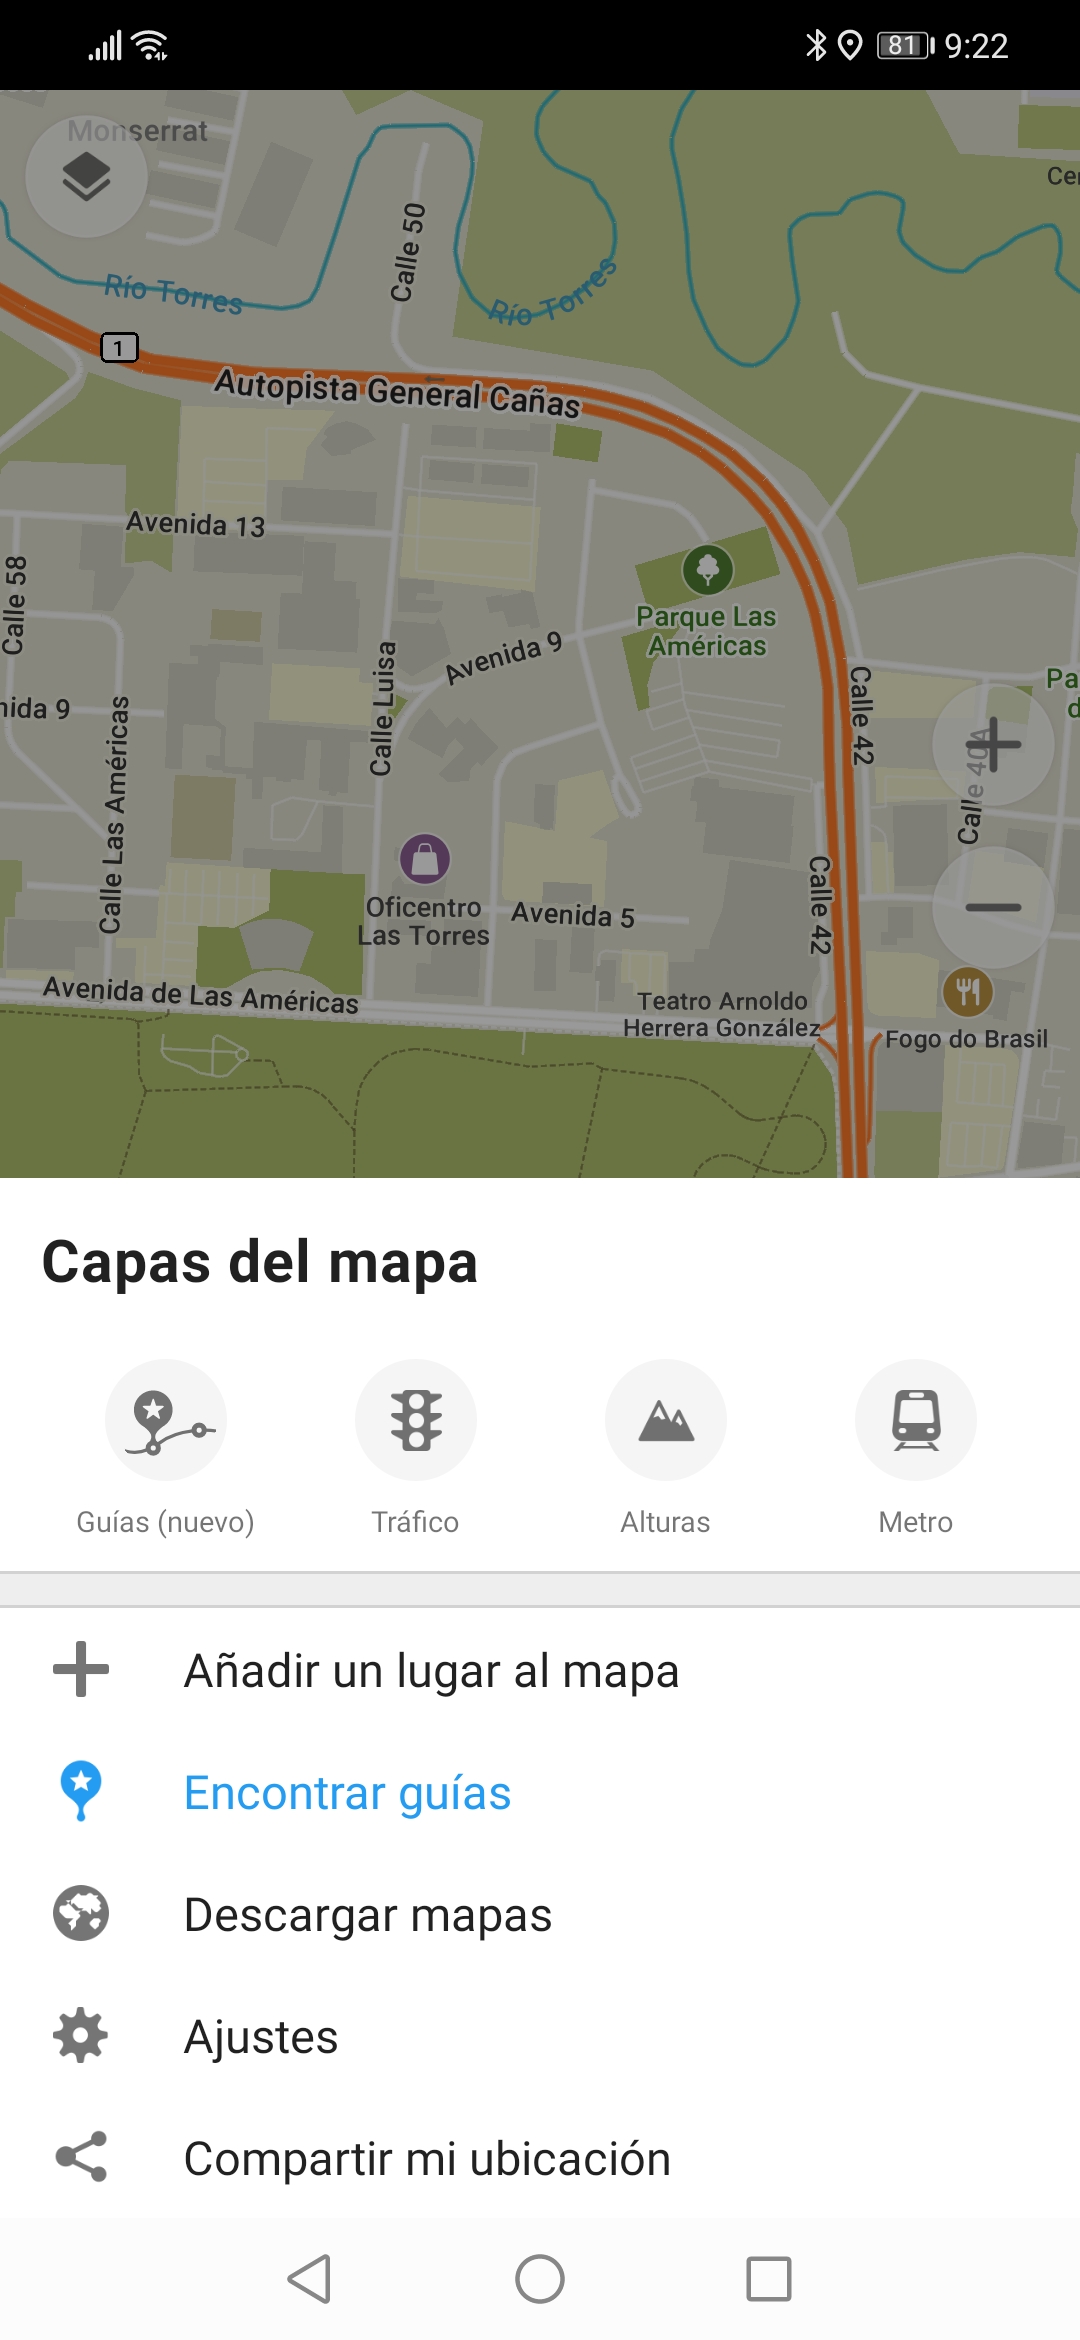 81 9:22
Monserrat
Cer
Calle 50
Río Torres
Río Torres
1
Autopista General Cañas
Avenida 13
Calle 58
Parque Las
Américas
Avenida 9
Calle Luisa
Calle 42
Pa
d
nida 9
Calle Las Américas
Calle 40A
Calle 42
Oficentro
Las Torres
Avenida 5
Avenida de Las Américas
Teatro Arnoldo
Herrera González
Fogo do Brasil
Capas del mapa
Guías (nuevo) Tráfico Alturas Metro
Añadir un lugar al mapa
Encontrar guías
Descargar mapas
Ajustes
Compartir mi ubicación